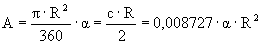 A = π · R² / 360 · α = c · R / 2 = 0,008727 · α · R²